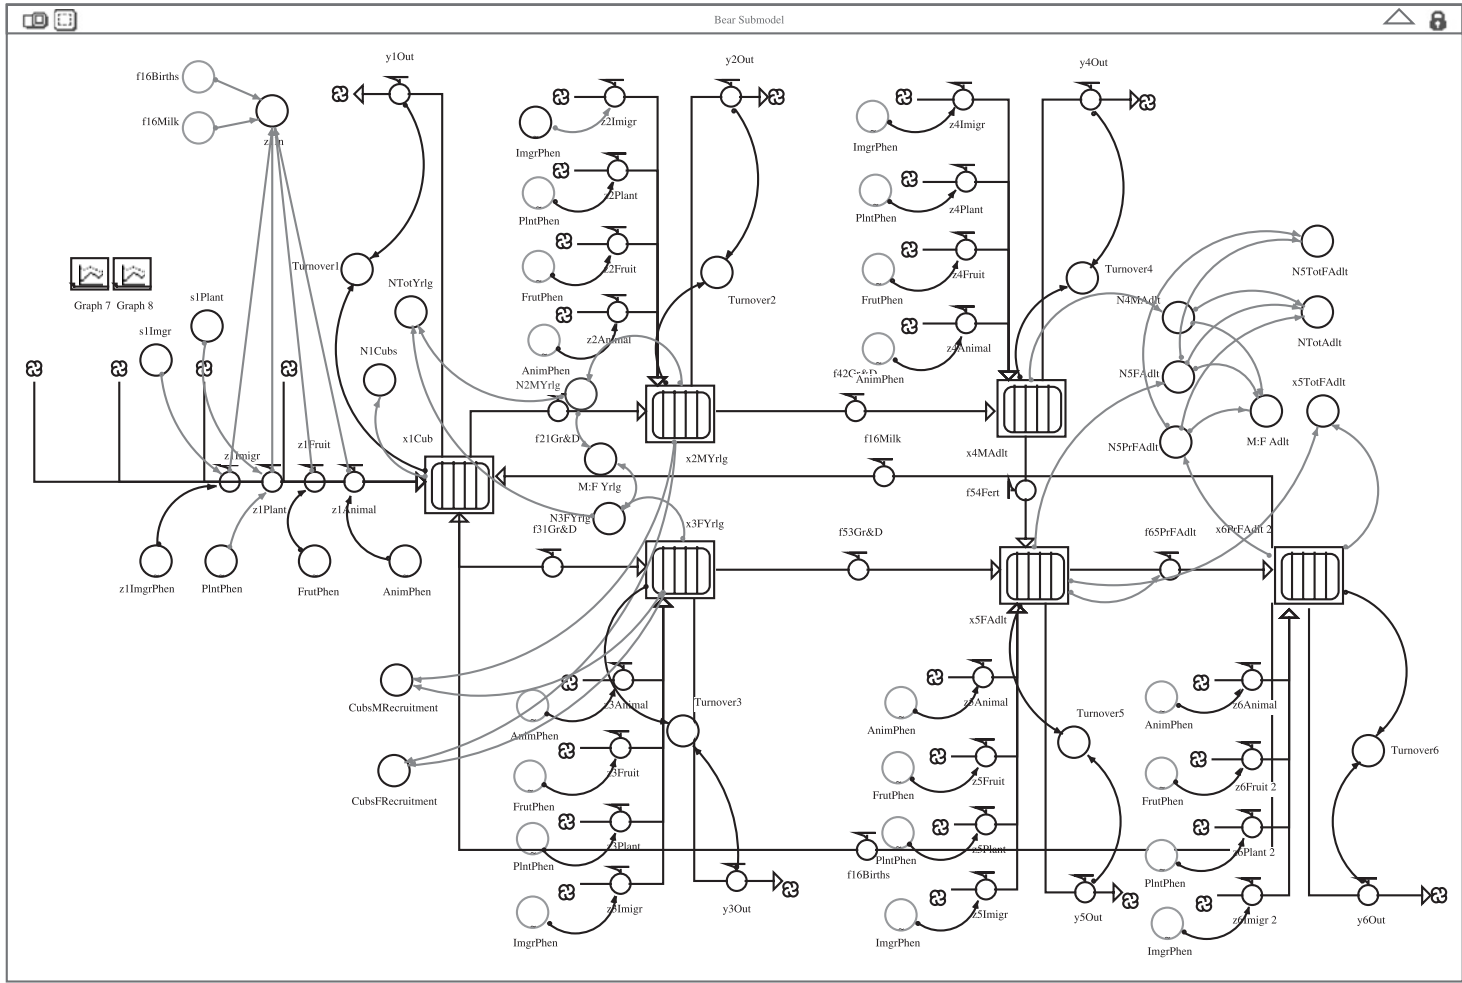 Bear Submodel
y1Out
y2Out
y4Out
f16Births
f16Milk
z1In
z2Imigr
ImgrPhen
z4Imigr
ImgrPhen
z2Plant
PlntPhen
z4Plant
PlntPhen
z2Fruit
FrutPhen
z4Fruit
FrutPhen
Turnover1
Turnover2
Turnover4
N5TotFAdlt
Graph 7
Graph 8
s1Plant
s1Imgr
NTotYrlg
N1Cubs
z2Animal
AnimPhen
z4Animal
f42Gr&D
AnimPhen
N4MAdlt
NTotAdlt
N5FAdlt
x5TotFAdlt
N2MYrlg
x1Cub
f21Gr&D
x2MYrlg
f16Milk
x4MAdlt
N5PrFAdlt
M:F Adlt
z1Imigr
z1Fruit
z1Plant
z1Animal
M:F Yrlg
N3FYrlg
f31Gr&D
x3FYrlg
f54Fert
f53Gr&D
f65PrFAdlt
x6PrFAdlt 2
z1ImgrPhen
PlntPhen
FrutPhen
AnimPhen
x5FAdlt
CubsMRecruitment
z3Animal
AnimPhen
Turnover3
z5Animal
AnimPhen
Turnover5
z6Animal
AnimPhen
Turnover6
CubsFRecruitment
z3Fruit
FrutPhen
z5Fruit
FrutPhen
z6Fruit 2
FrutPhen
z3Plant
PlntPhen
f16Births
z5Plant
PlntPhen
z6Plant 2
PlntPhen
z3Imigr
ImgrPhen
y3Out
z5Imigr
ImgrPhen
y5Out
z6Imigr 2
ImgrPhen
y6Out